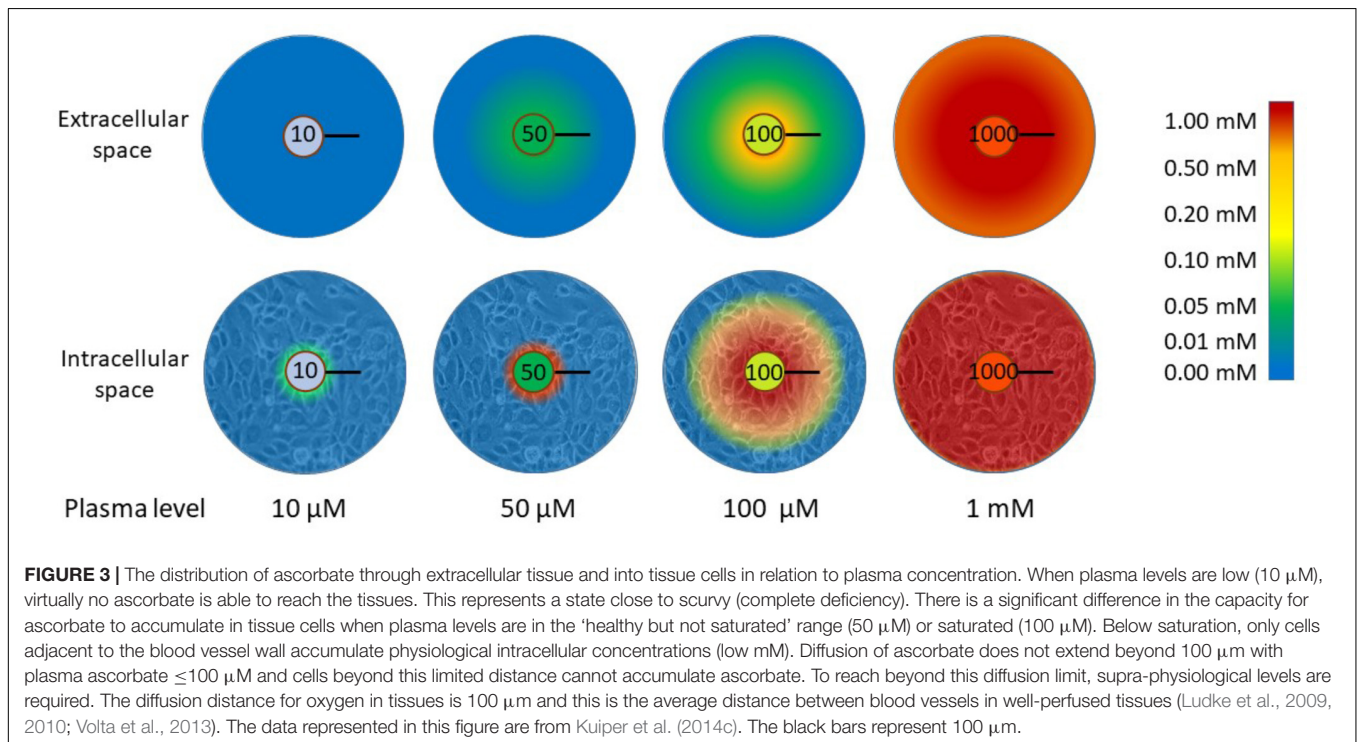 Extracellular
space
10
50
100
1000
1.00 mM
0.50 mM
0.20 mM
0.10 mM
0.05 mM
0.01 mM
0.00 mM
Intracellular
space
10
50
100
1000
Plasma level 10 µM 50 µM 100 µM 1 mM
FIGURE 3 | The distribution of ascorbate through extracellular tissue and into tissue cells in relation to plasma concentration. When plasma levels are low (10 µM),
virtually no ascorbate is able to reach the tissues. This represents a state close to scurvy (complete deficiency). There is a significant difference in the capacity for
ascorbate to accumulate in tissue cells when plasma levels are in the ‘healthy but not saturated’ range (50 µM) or saturated (100 µM). Below saturation, only cells
adjacent to the blood vessel wall accumulate physiological intracellular concentrations (low mM). Diffusion of ascorbate does not extend beyond 100 µm with
plasma ascorbate ≤100 µM and cells beyond this limited distance cannot accumulate ascorbate. To reach beyond this diffusion limit, supra-physiological levels are
required. The diffusion distance for oxygen in tissues is 100 µm and this is the average distance between blood vessels in well-perfused tissues (Ludke et al., 2009,
2010; Volta et al., 2013). The data represented in this figure are from Kuiper et al. (2014c). The black bars represent 100 µm.